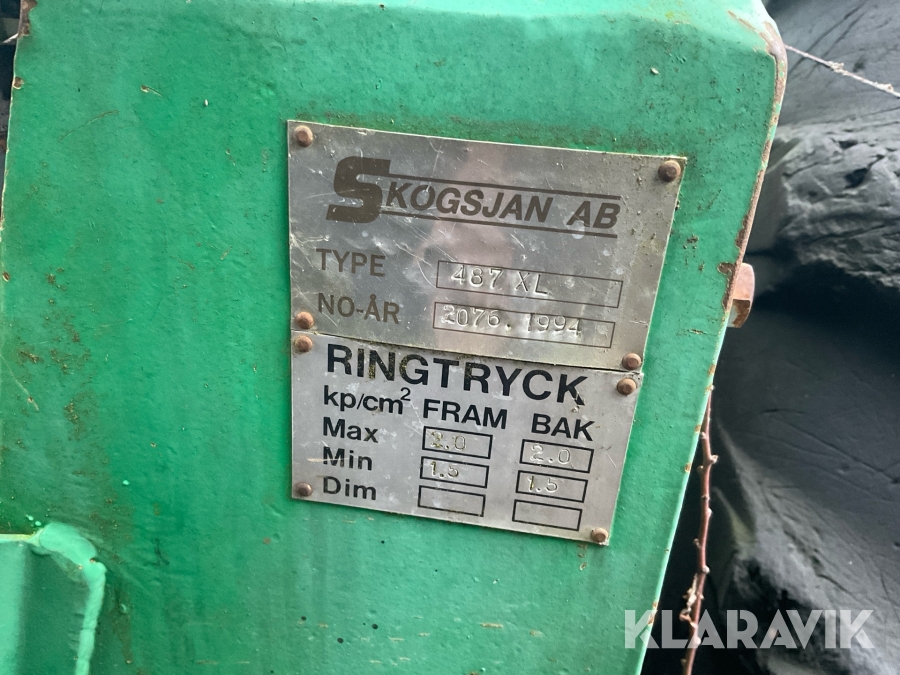 SKOGSJAN AB
TYPE 487 XL
NO-ÅR 2076.1994
RINGTRYCK
kp/cm² FRAM BAK
Max 2.0 2.0
Min 1.5 1.5
Dim
KLARAVIK